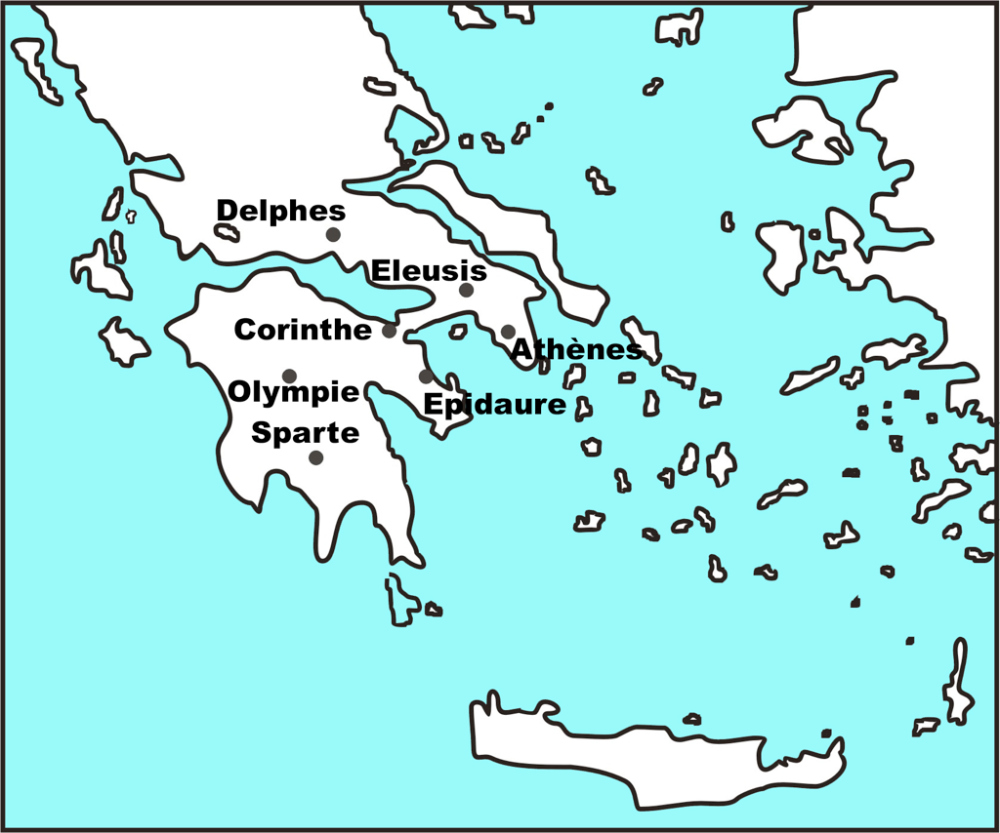 Delphes
Eleusis
Corinthe
Athènes
Olympie
Epidaure
Sparte